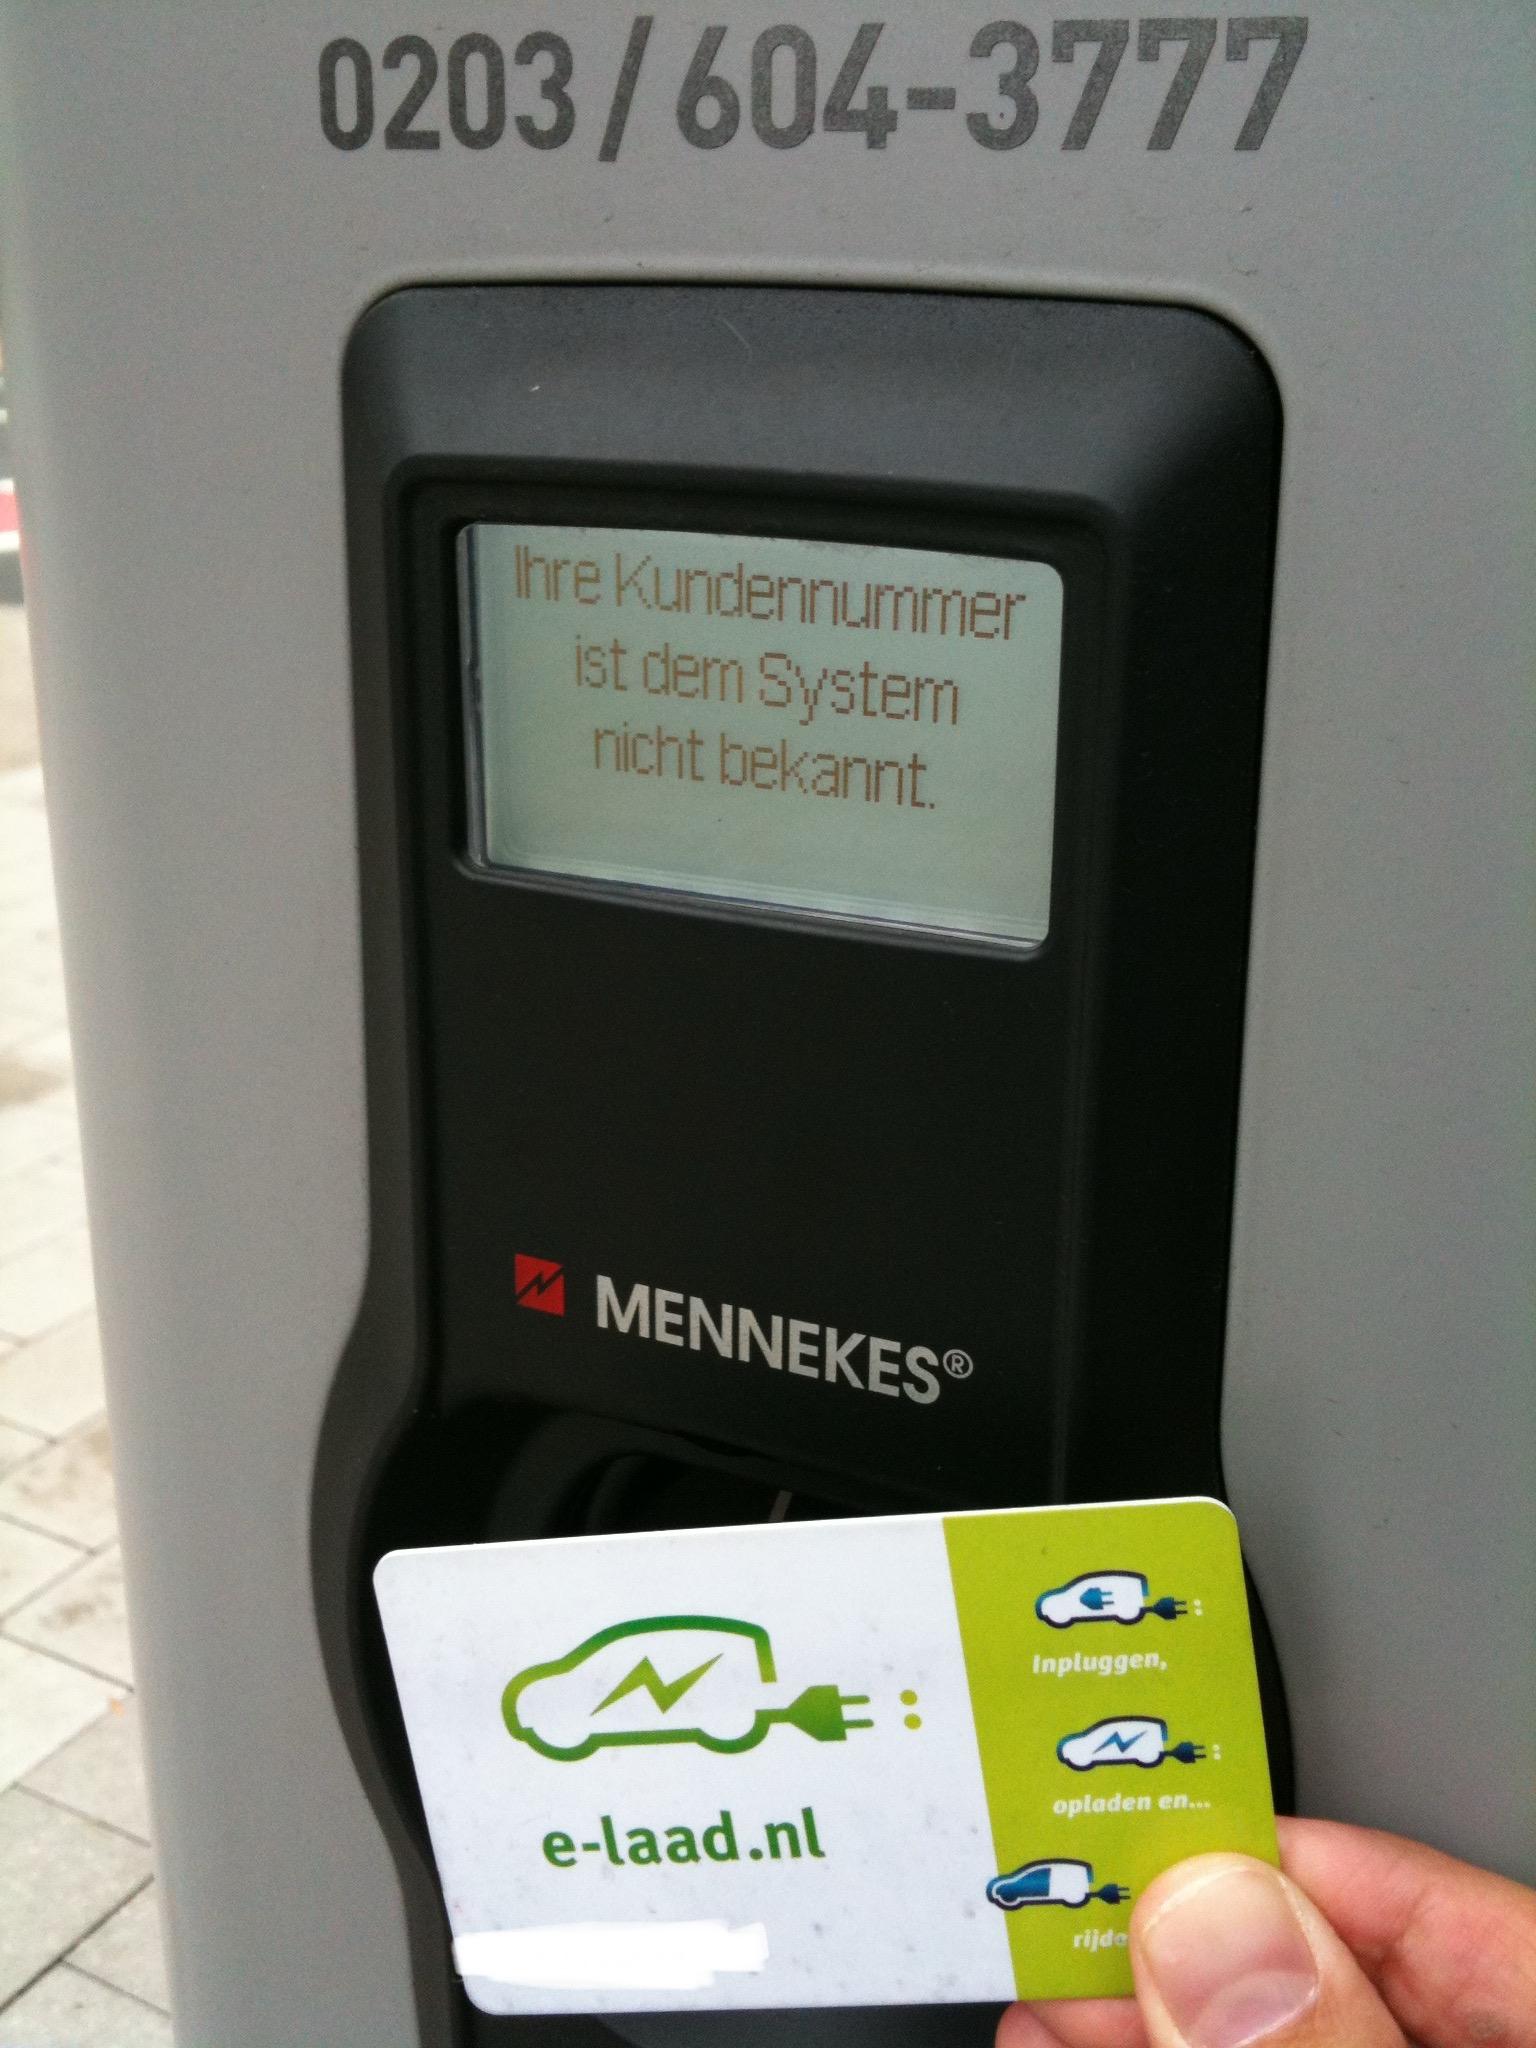 0203 / 604-3777
Ihre Kundennummer
ist dem System
nicht bekannt.
MENNEKES®
e-laad.nl
Inpluggen,
opladen en...